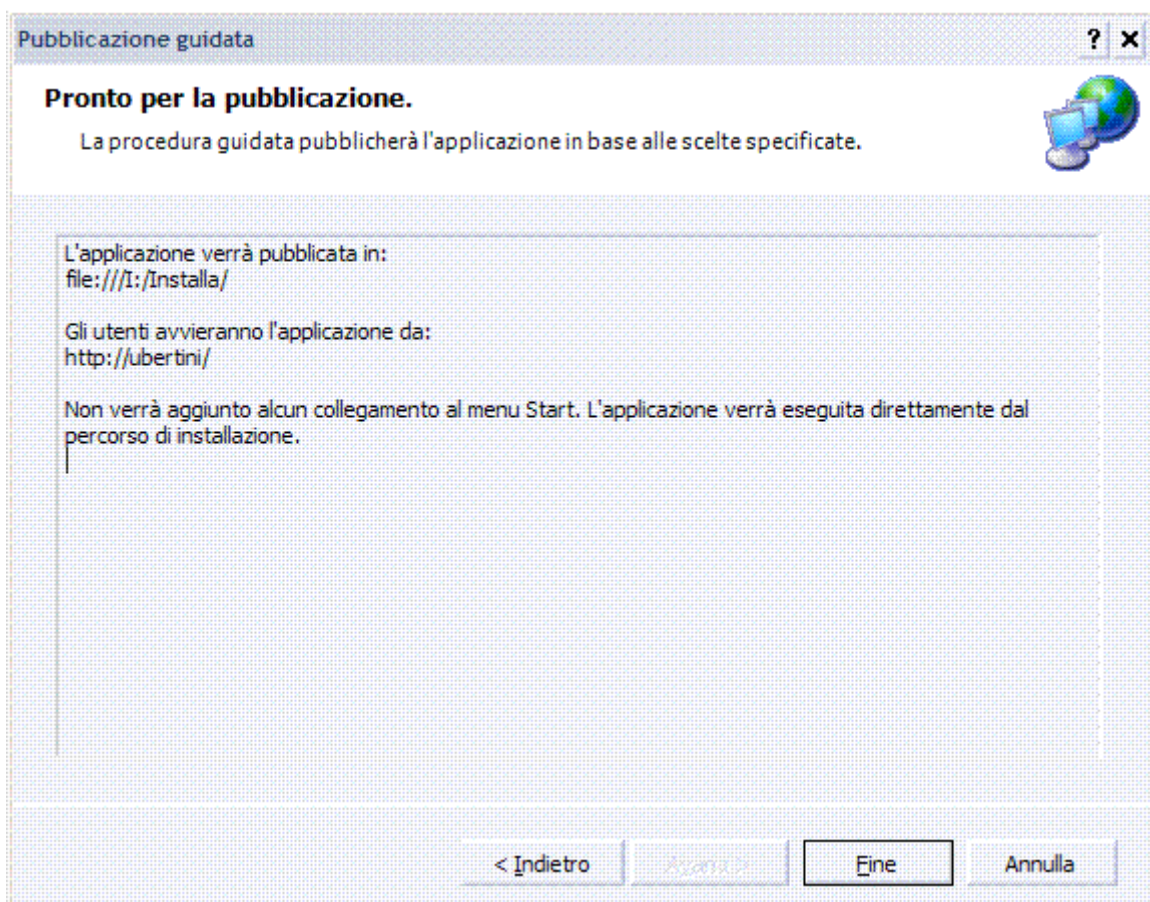 Pubblicazione guidata
? x
Pronto per la pubblicazione.
La procedura guidata pubblicherà l'applicazione in base alle scelte specificate.
L'applicazione verrà pubblicata in:
file:///I:/Installa/
Gli utenti avvieranno l'applicazione da:
http://ubertini/
Non verrà aggiunto alcun collegamento al menu Start. L'applicazione verrà eseguita direttamente dal
percorso di installazione.
< Indietro Avanti > Fine Annulla